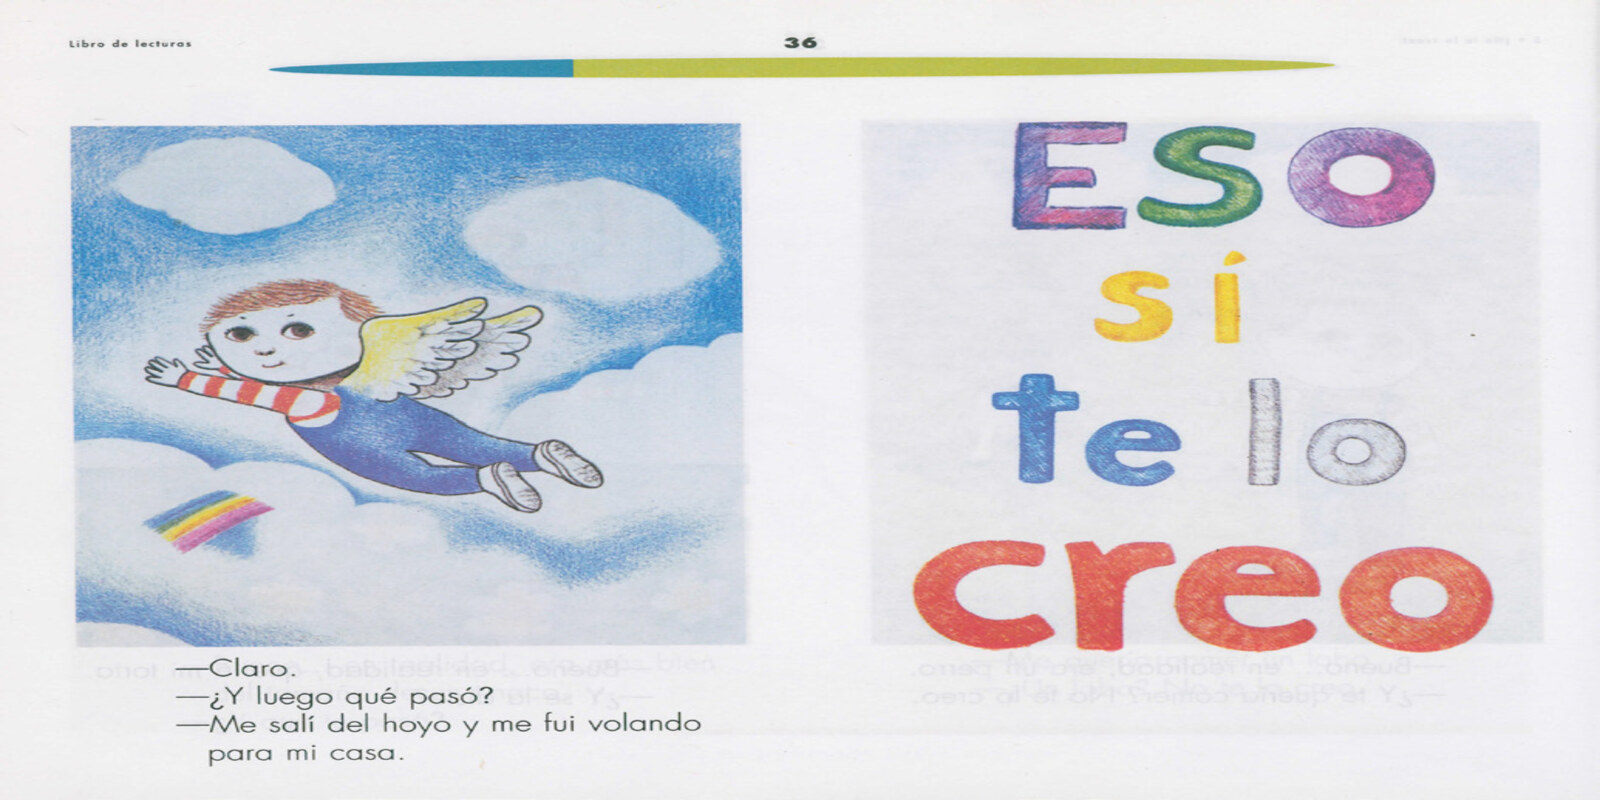 Libro de lecturas
36
—Claro.
—¿Y luego qué pasó?
—Me salí del hoyo y me fui volando
para mi casa.
Eso
sí
te lo
creo